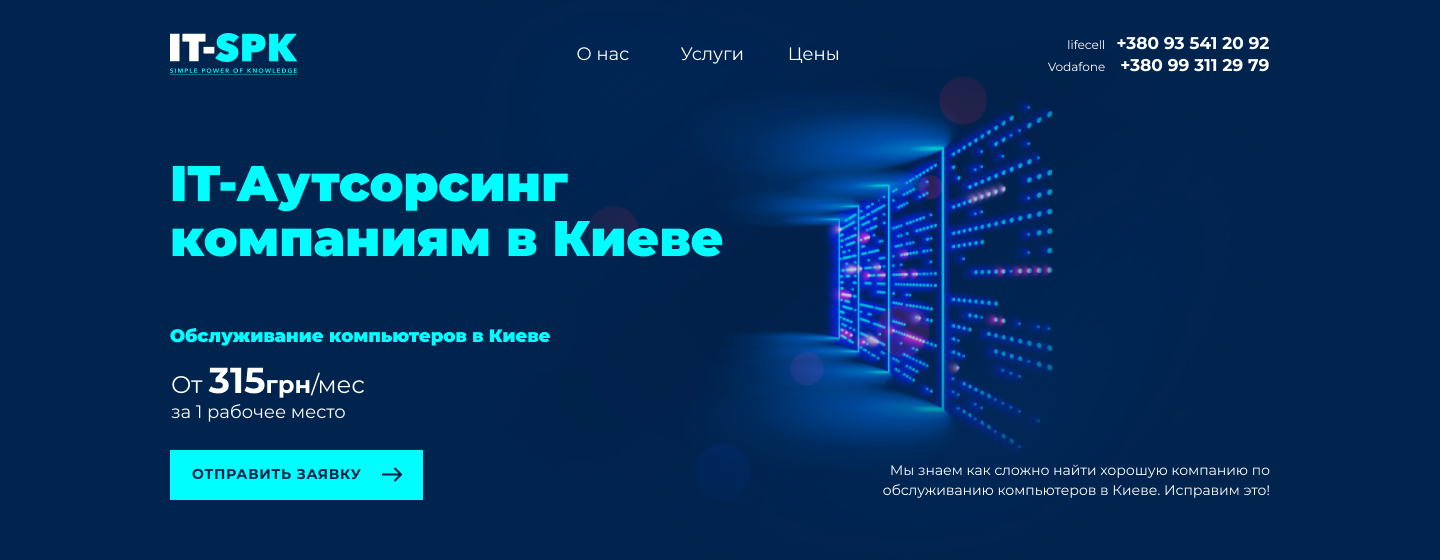 IT-SPK
SIMPLE POWER OF KNOWLEDGE
О нас
Услуги
Цены
lifecell +380 93 541 20 92
Vodafone +380 99 311 29 79
IT-Аутсорсинг
компаниям в Киеве
Обслуживание компьютеров в Киеве
От 315грн/мес
за 1 рабочее место
ОТПРАВИТЬ ЗАЯВКУ
Мы знаем как сложно найти хорошую компанию по
обслуживанию компьютеров в Киеве. Исправим это!